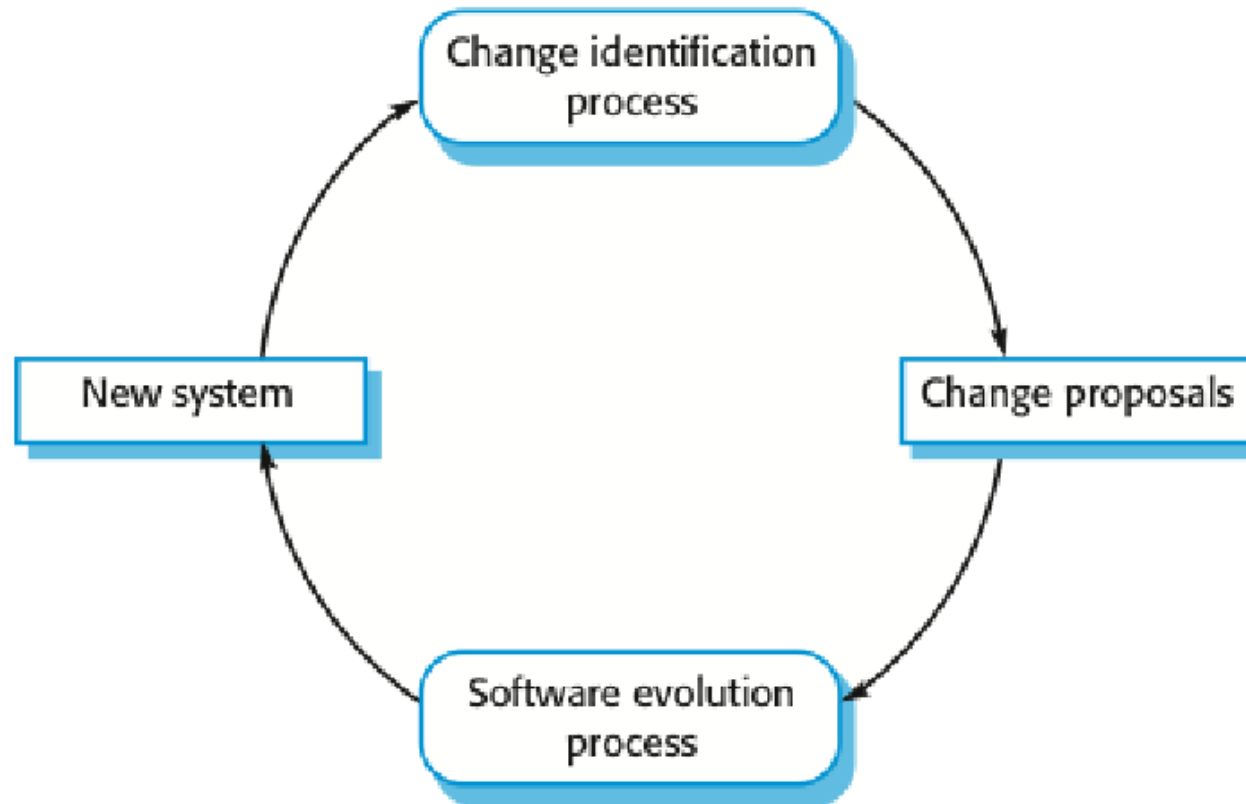 Change identification
process
New system
Change proposals
Software evolution
process